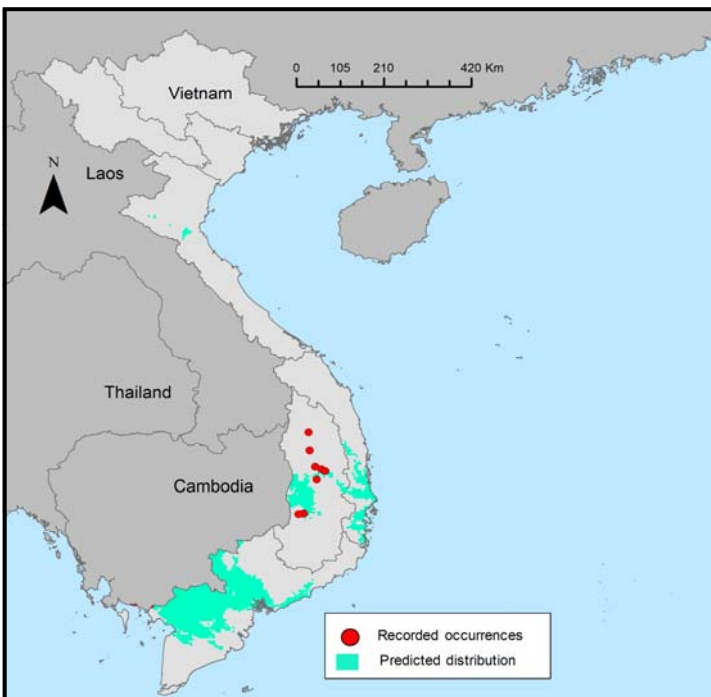 0 105 210 420 Km
Vietnam
N
Laos
Thailand
Cambodia
Recorded occurrences
Predicted distribution